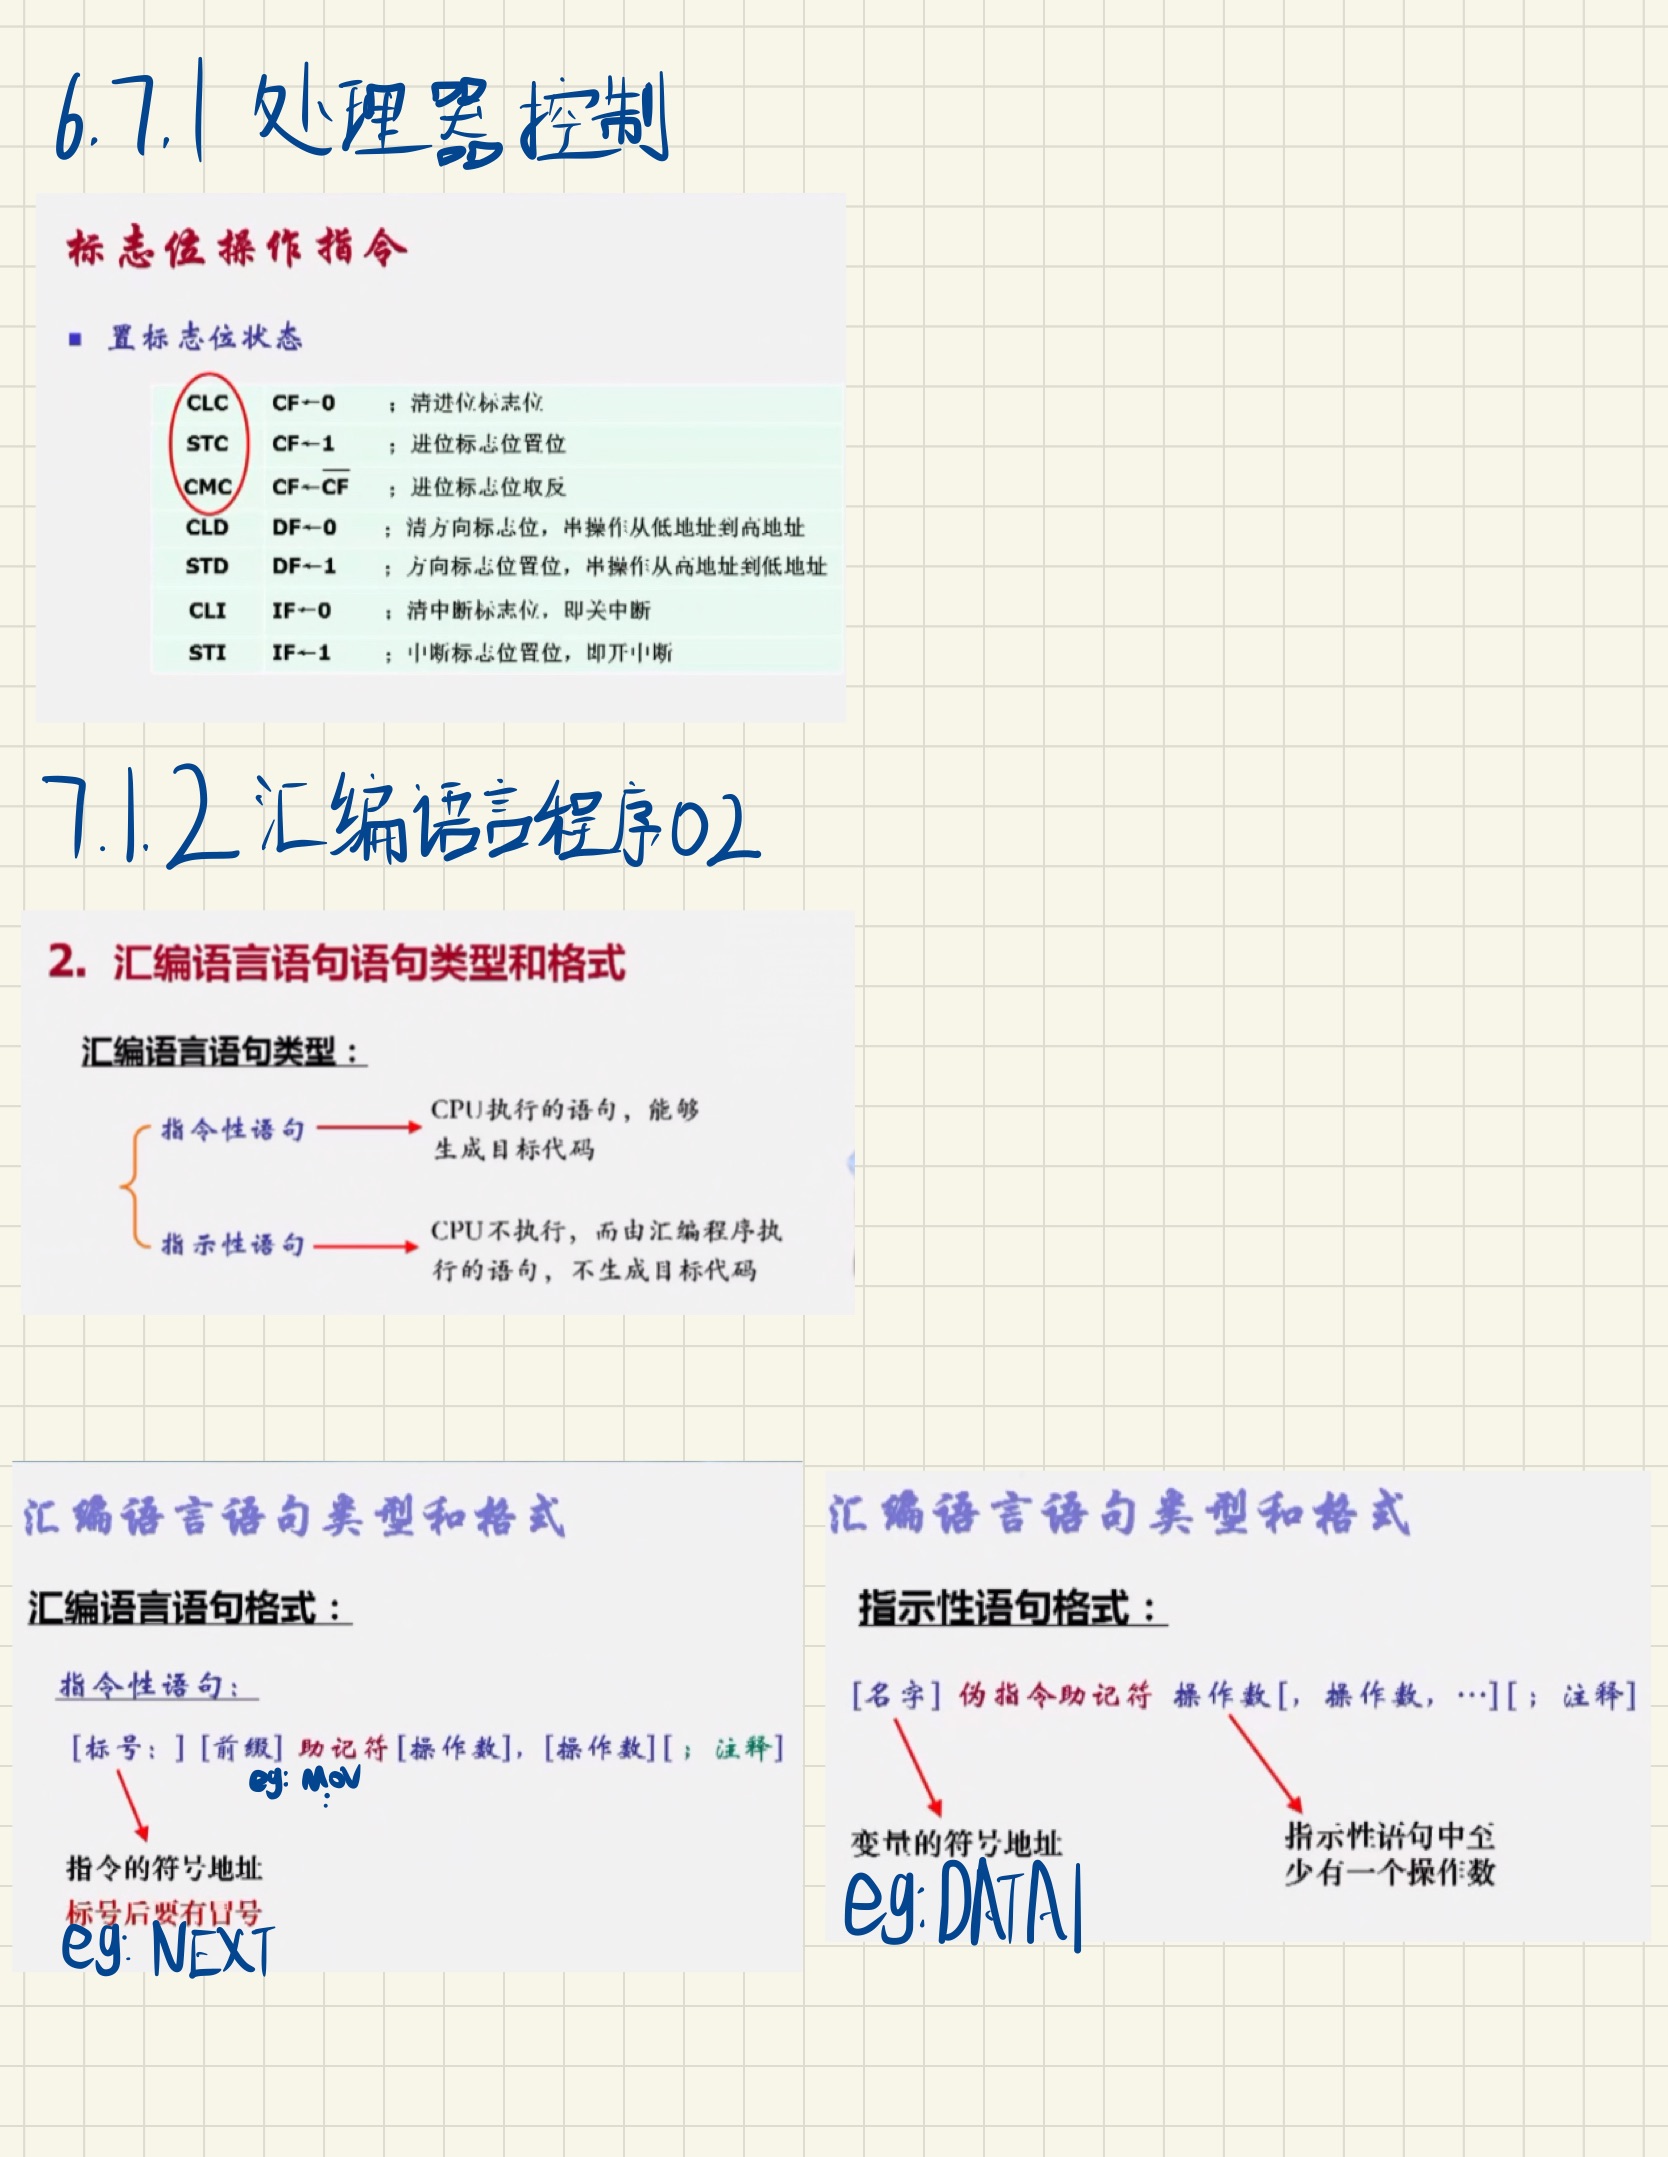 6.7.1 处理器控制
标志位操作指令
■ 置标志位状态
CLC CF←0 ; 清进位标志位
STC CF←1 ; 进位标志位置位
CMC CF←C̅F̅ ; 进位标志位取反
CLD DF←0 ; 清方向标志位，串操作从低地址到高地址
STD DF←1 ; 方向标志位置位，串操作从高地址到低地址
CLI IF←0 ; 清中断标志位，即关中断
STI IF←1 ; 中断标志位置位，即开中断
7.1.2 汇编语言程序02
2. 汇编语言语句语句类型和格式
汇编语言语句类型：
指令性语句 → CPU执行的语句，能够
生成目标代码
指示性语句 → CPU不执行，而由汇编程序执
行的语句，不生成目标代码
汇编语言语句类型和格式
汇编语言语句格式：
指令性语句：
[标号：] [前缀] 助记符 [操作数]，[操作数] [；注释]
eg: MOV
⋮
指令的符号地址
标号后要有冒号
eg: NEXT
汇编语言语句类型和格式
指示性语句格式：
[名字] 伪指令助记符 操作数[，操作数，…] [；注释]
变量的符号地址
eg: DATA1
指示性语句中至
少有一个操作数